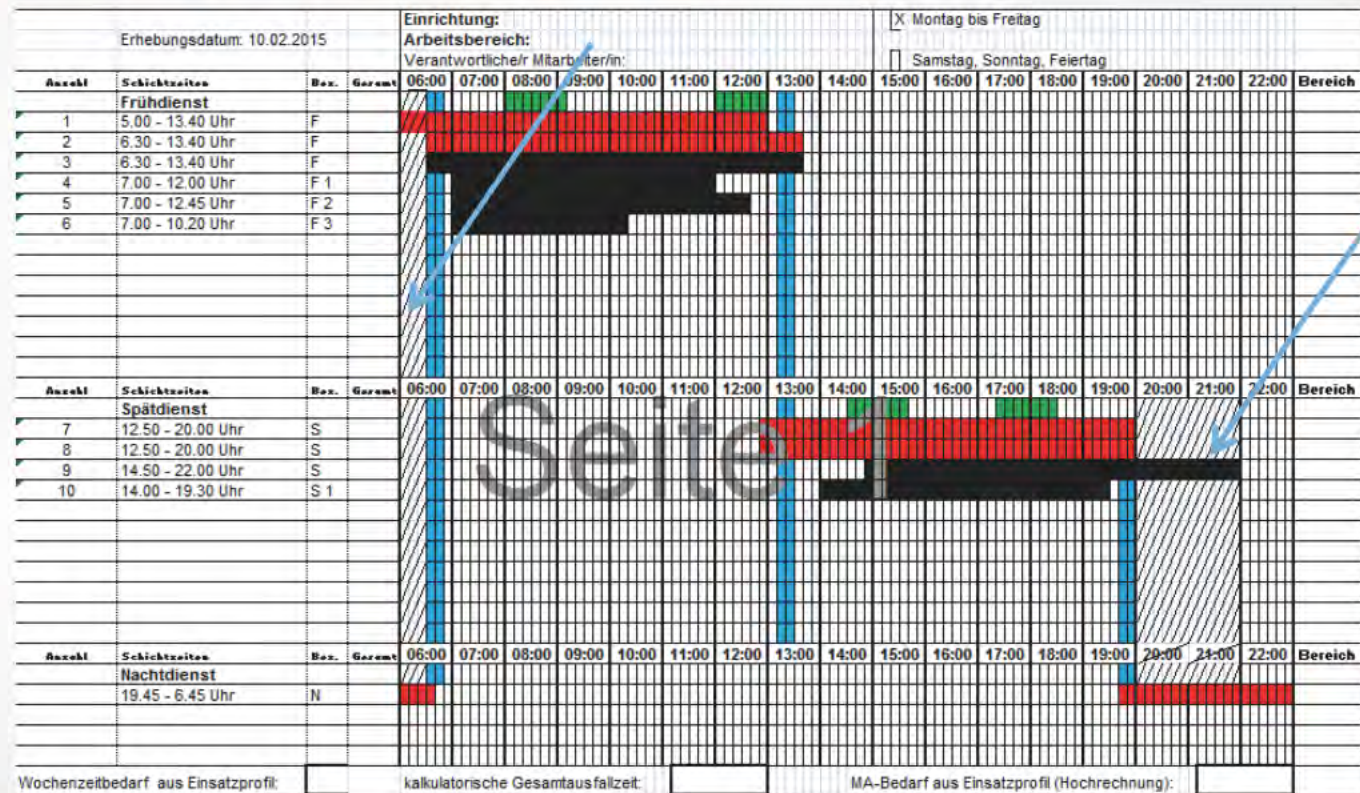 Einrichtung:
X Montag bis Freitag
Erhebungsdatum: 10.02.2015
Arbeitsbereich:
Verantwortliche/r Mitarbeiter/in:
Samstag, Sonntag, Feiertag
Anzahl Schichtzeiten Bez. Gesamt 06:00 07:00 08:00 09:00 10:00 11:00 12:00 13:00 14:00 15:00 16:00 17:00 18:00 19:00 20:00 21:00 22:00 Bereich
Frühdienst
1 5.00 - 13.40 Uhr F
2 6.30 - 13.40 Uhr F
3 6.30 - 13.40 Uhr F
4 7.00 - 12.00 Uhr F 1
5 7.00 - 12.45 Uhr F 2
6 7.00 - 10.20 Uhr F 3
Anzahl Schichtzeiten Bez. Gesamt 06:00 07:00 08:00 09:00 10:00 11:00 12:00 13:00 14:00 15:00 16:00 17:00 18:00 19:00 20:00 21:00 22:00 Bereich
Spätdienst
7 12.50 - 20.00 Uhr S
8 12.50 - 20.00 Uhr S
9 14.50 - 22.00 Uhr S
10 14.00 - 19.30 Uhr S 1
Seite 1
Anzahl Schichtzeiten Bez. Gesamt 06:00 07:00 08:00 09:00 10:00 11:00 12:00 13:00 14:00 15:00 16:00 17:00 18:00 19:00 20:00 21:00 22:00 Bereich
Nachtdienst
19.45 - 6.45 Uhr N
Wochenzeitbedarf aus Einsatzprofil: kalkulatorische Gesamtausfallzeit: MA-Bedarf aus Einsatzprofil (Hochrechnung):